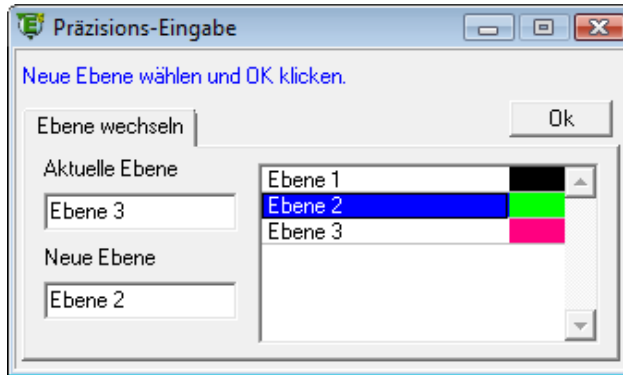 Präzisions-Eingabe
Neue Ebene wählen und OK klicken.
Ok
Ebene wechseln
Aktuelle Ebene
Ebene 3
Neue Ebene
Ebene 2
Ebene 1
Ebene 2
Ebene 3